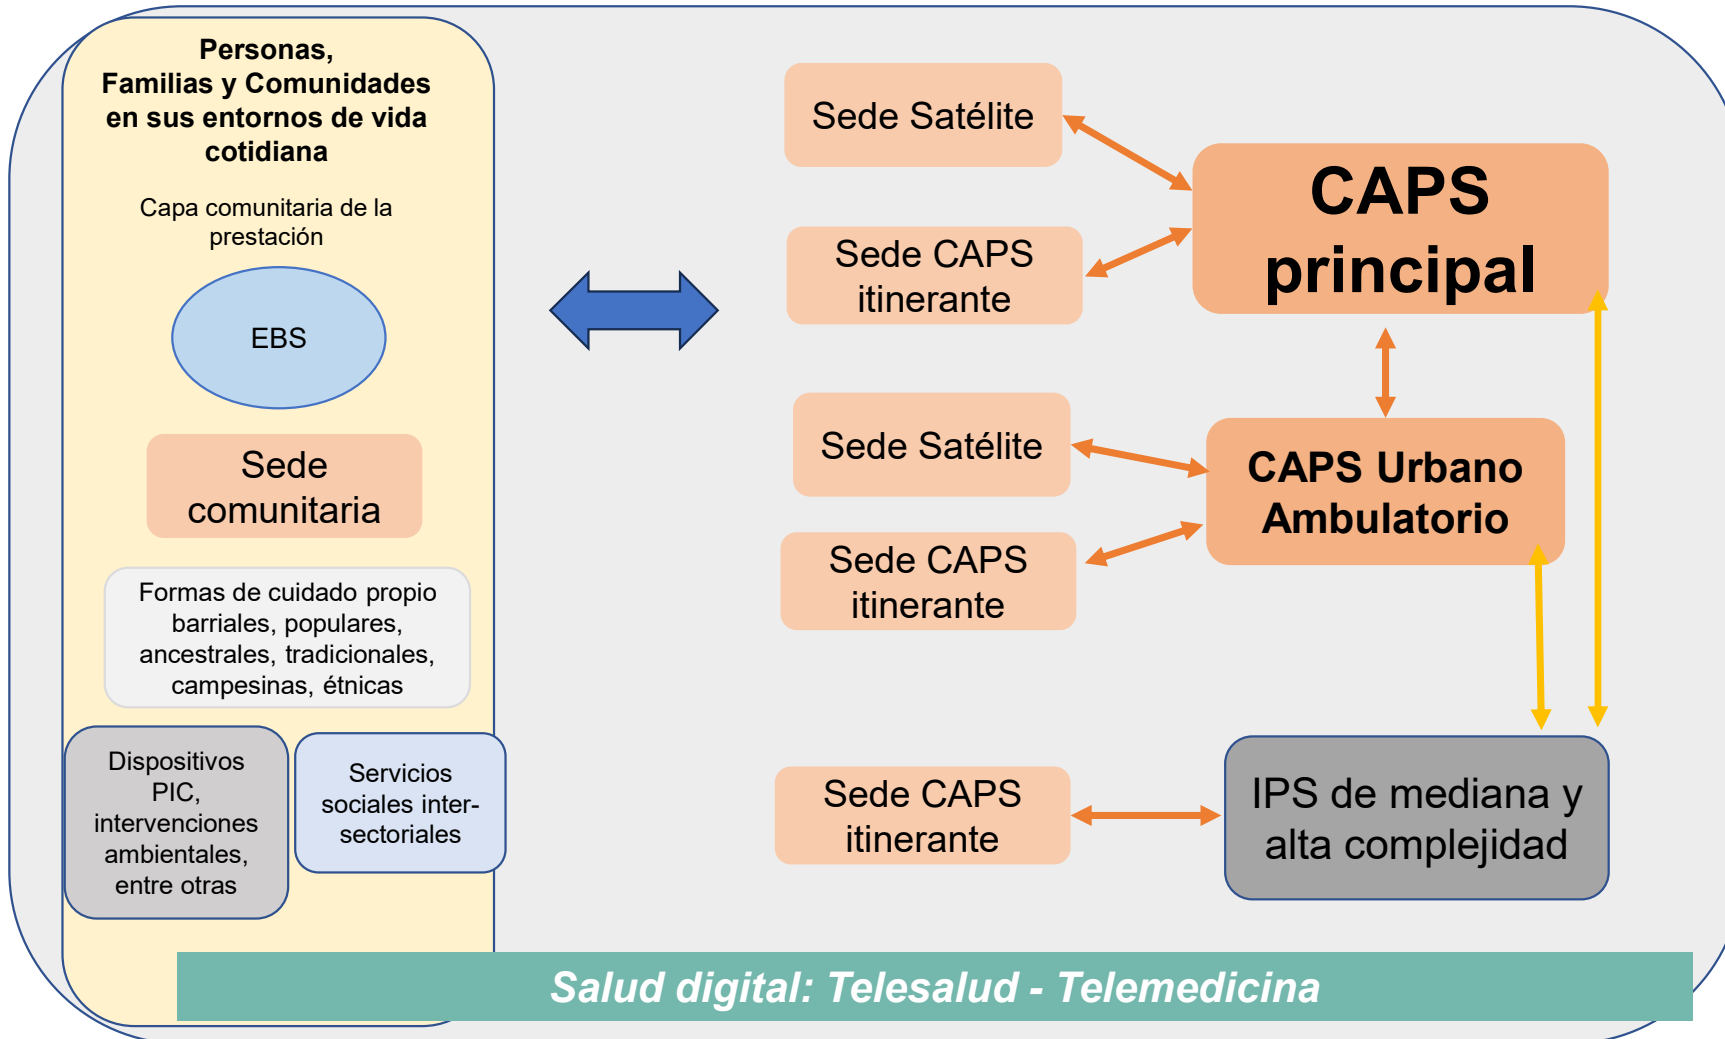 Personas,
Familias y Comunidades
en sus entornos de vida
cotidiana
Capa comunitaria de la
prestación
EBS
Sede
comunitaria
Formas de cuidado propio
barriales, populares,
ancestrales, tradicionales,
campesinas, étnicas
Dispositivos
PIC,
intervenciones
ambientales,
entre otras
Servicios
sociales inter-
sectoriales
Sede Satélite
Sede CAPS
itinerante
CAPS
principal
Sede Satélite
Sede CAPS
itinerante
CAPS Urbano
Ambulatorio
Sede CAPS
itinerante
IPS de mediana y
alta complejidad
Salud digital: Telesalud - Telemedicina